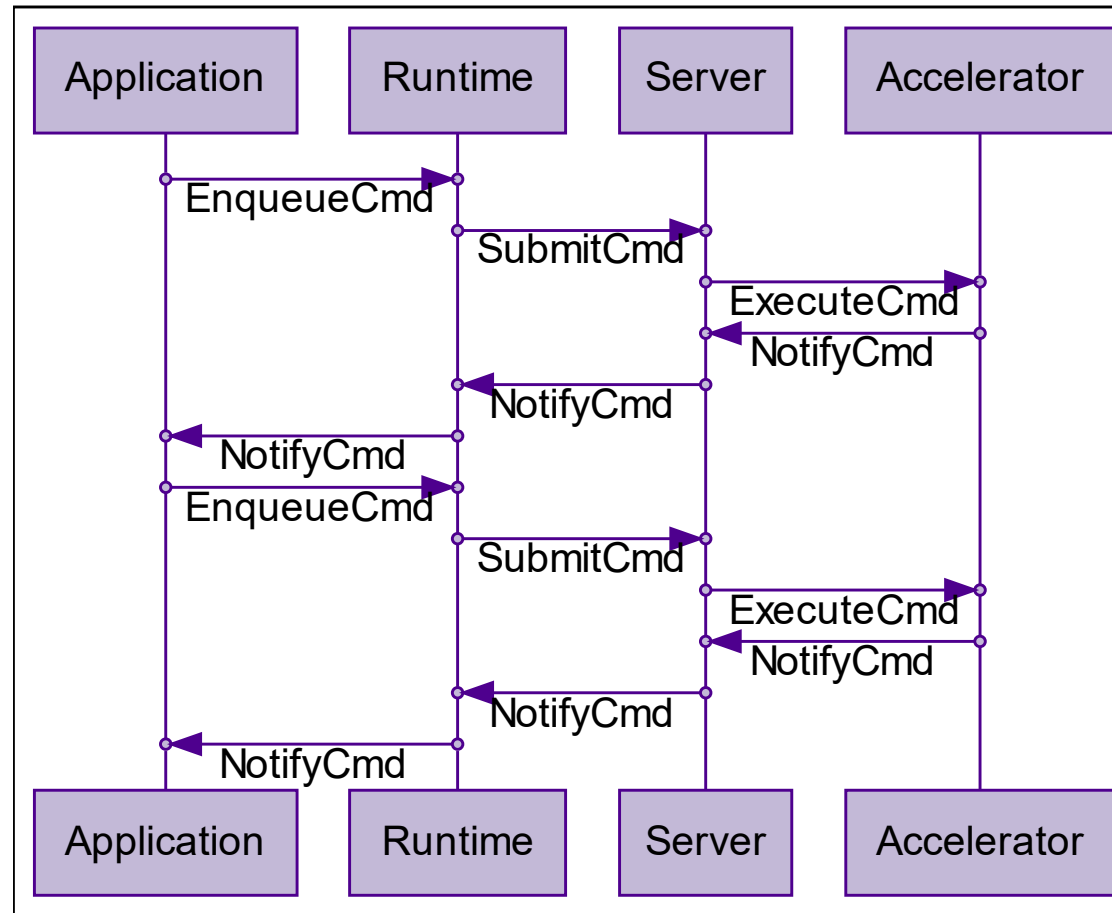 Application Runtime Server Accelerator
EnqueueCmd
SubmitCmd
ExecuteCmd
NotifyCmd
NotifyCmd
NotifyCmd
EnqueueCmd
SubmitCmd
ExecuteCmd
NotifyCmd
NotifyCmd
NotifyCmd
Application Runtime Server Accelerator